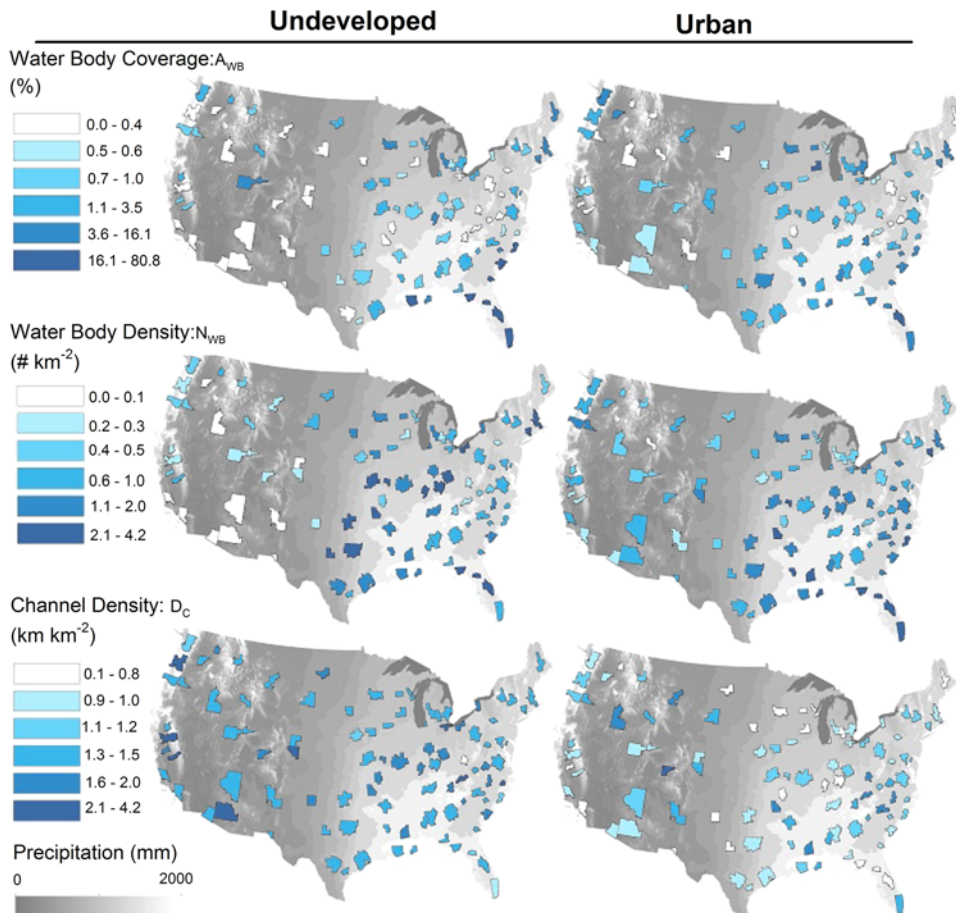 Undeveloped Urban
Water Body Coverage:A_WB
(%)
0.0 - 0.4
0.5 - 0.6
0.7 - 1.0
1.1 - 3.5
3.6 - 16.1
16.1 - 80.8
Water Body Density:N_WB
(# km⁻²)
0.0 - 0.1
0.2 - 0.3
0.4 - 0.5
0.6 - 1.0
1.1 - 2.0
2.1 - 4.2
Channel Density: D_C
(km km⁻²)
0.1 - 0.8
0.9 - 1.0
1.1 - 1.2
1.3 - 1.5
1.6 - 2.0
2.1 - 4.2
Precipitation (mm)
0 2000